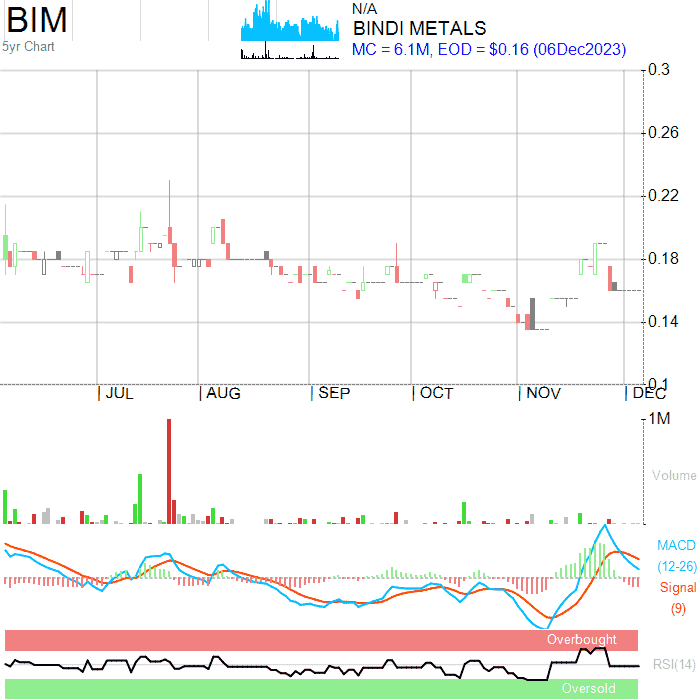 BIM
5yr Chart
N/A
BINDI METALS
MC = 6.1M, EOD = $0.16 (06Dec2023)
0.3
0.26
0.22
0.18
0.14
0.1
JUL AUG SEP OCT NOV DEC
1M
Volume
MACD
(12-26)
Signal
(9)
Overbought
RSI(14)
Oversold